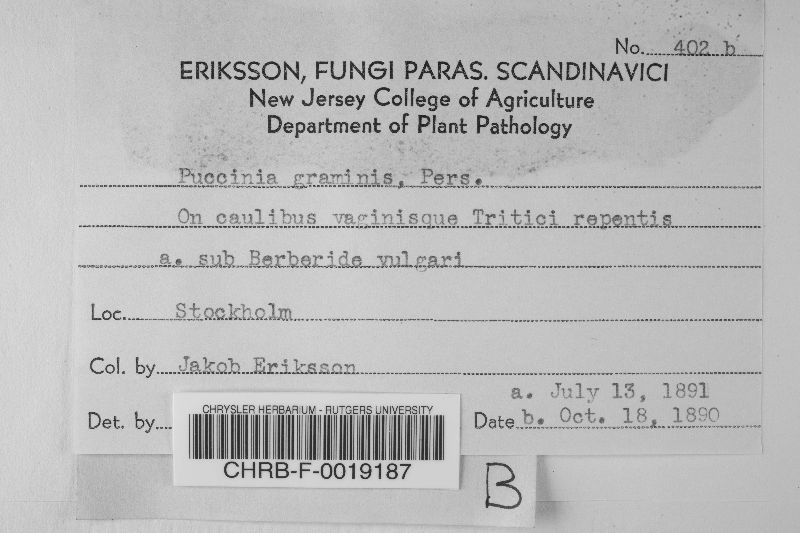 No. 402 b
ERIKSSON, FUNGI PARAS. SCANDINAVICI
New Jersey College of Agriculture
Department of Plant Pathology
Puccinia graminis, Pers.
On caulibus vaginisque Tritici repentis
a. sub Berberide vulgari
Loc. Stockholm
Col. by Jakob Eriksson
a. July 13, 1891
Det. by
Date b. Oct. 18, 1890
CHRYSLER HERBARIUM - RUTGERS UNIVERSITY
CHRB-F-0019187
B